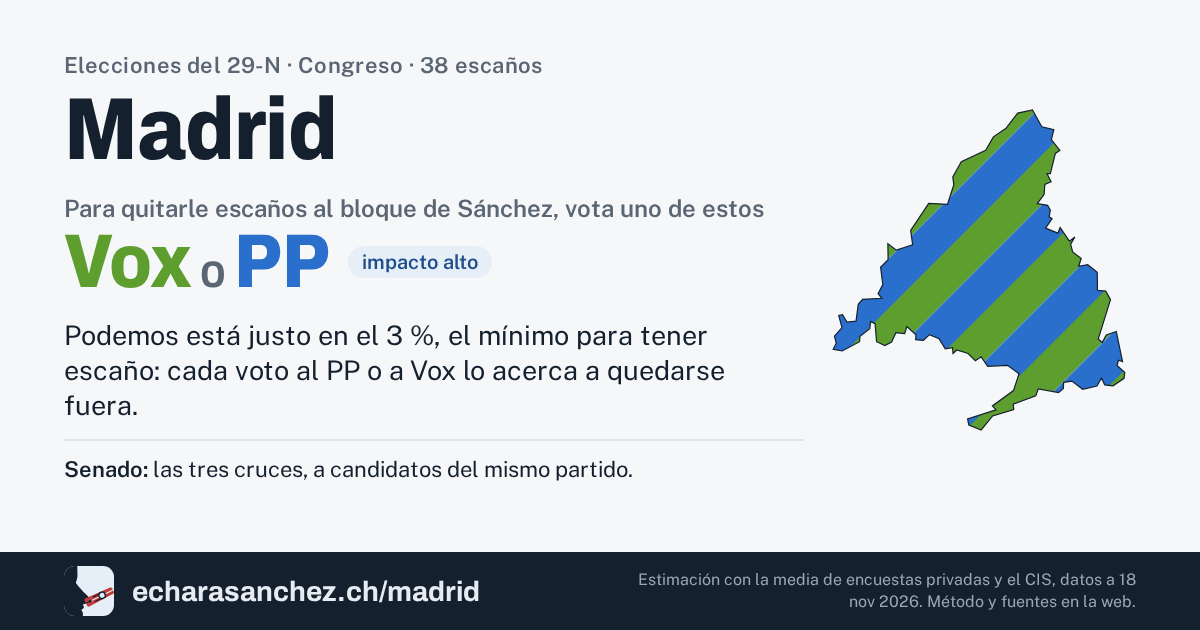 Elecciones del 29-N · Congreso · 38 escaños
Madrid
Para quitarle escaños al bloque de Sánchez, vota uno de estos
Vox o PP impacto alto
Podemos está justo en el 3 %, el mínimo para tener
escaño: cada voto al PP o a Vox lo acerca a quedarse
fuera.
Senado: las tres cruces, a candidatos del mismo partido.
echarasanchez.ch/madrid
Estimación con la media de encuestas privadas y el CIS, datos a 18
nov 2026. Método y fuentes en la web.